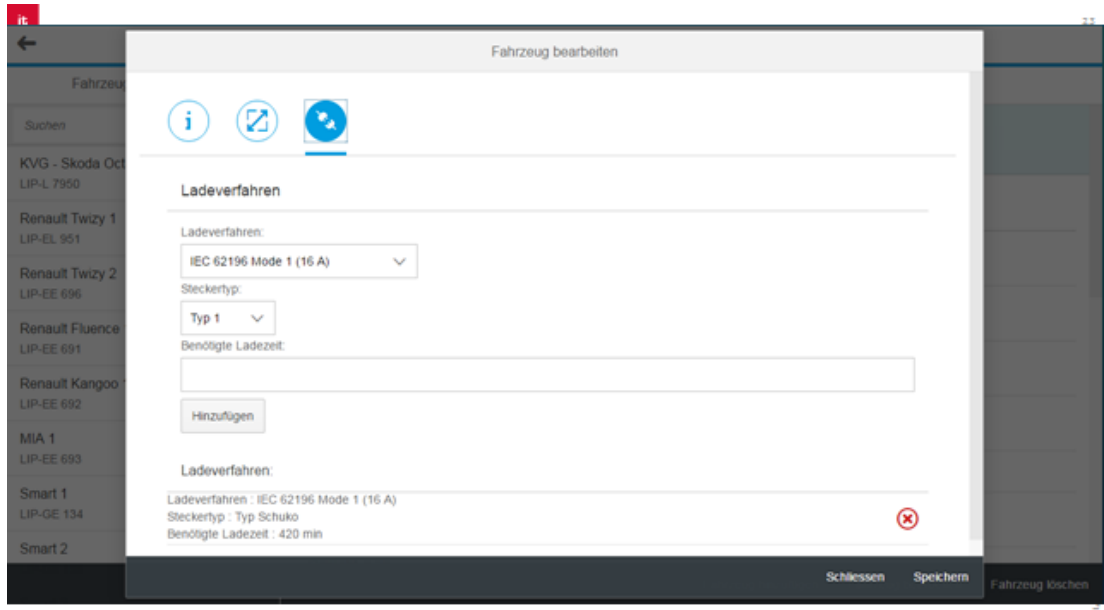 it
23
Fahrzeug bearbeiten
Fahrzeug
Suchen
KVG - Skoda Oct
LIP-L 7950
Renault Twizy 1
LIP-EL 951
Renault Twizy 2
LIP-EE 696
Renault Fluence
LIP-EE 691
Renault Kangoo
LIP-EE 692
MIA 1
LIP-EE 693
Smart 1
LIP-GE 134
Smart 2
i
Ladeverfahren
Ladeverfahren:
IEC 62196 Mode 1 (16 A)
Steckertyp:
Typ 1
Benötigte Ladezeit:
Hinzufügen
Ladeverfahren:
Ladeverfahren : IEC 62196 Mode 1 (16 A)
Steckertyp : Typ Schuko
Benötigte Ladezeit : 420 min
Schliessen Speichern
Fahrzeug löschen